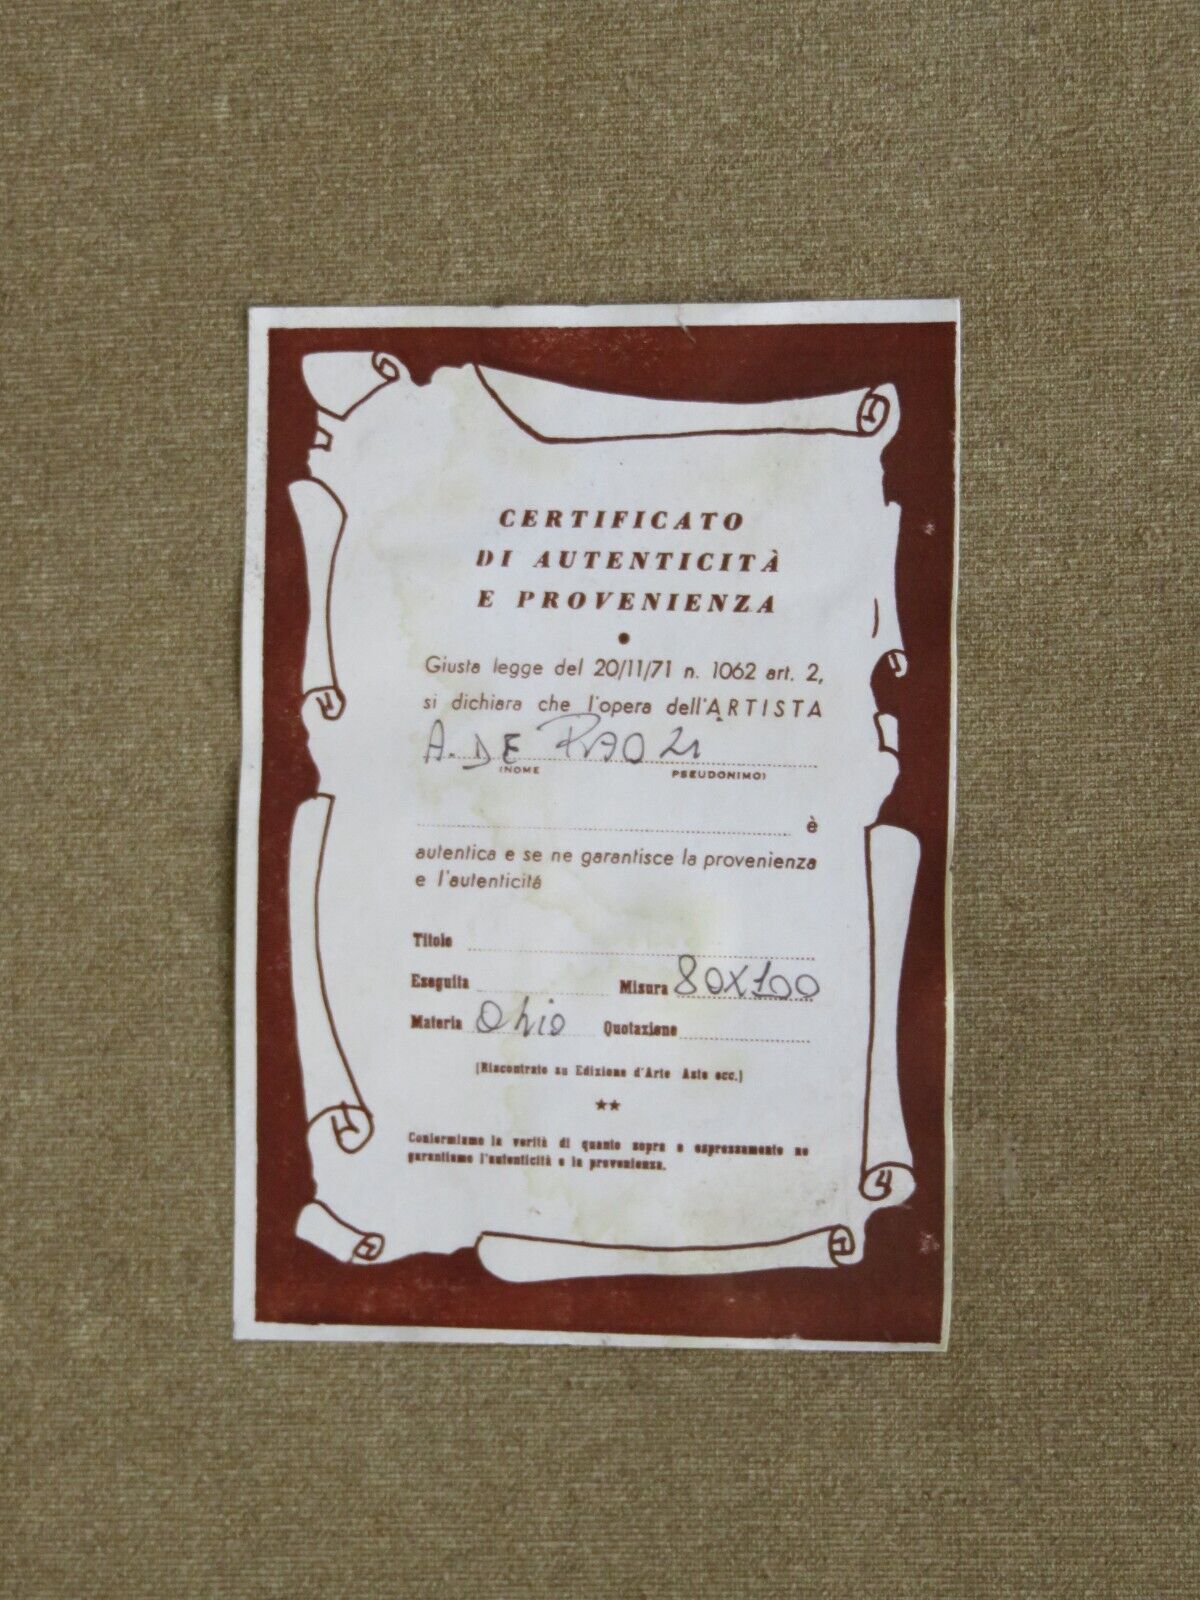 CERTIFICATO
DI AUTENTICITÀ
E PROVENIENZA
Giusta legge del 20/11/71 n. 1062 art. 2,
si dichiara che l'opera dell'ARTISTA
A. DE PAOLI
(NOME PSEUDONIMO)
è
autentica e se ne garantisce la provenienza
e l'autenticità
Titolo
Eseguita Misura 80X100
Materia Olio Quotazione
(Riscontrato su Edizione d'Arte Aste ecc.)
Confermiamo la verità di quanto sopra e espressamente ne
garantiamo l'autenticità e la provenienza.